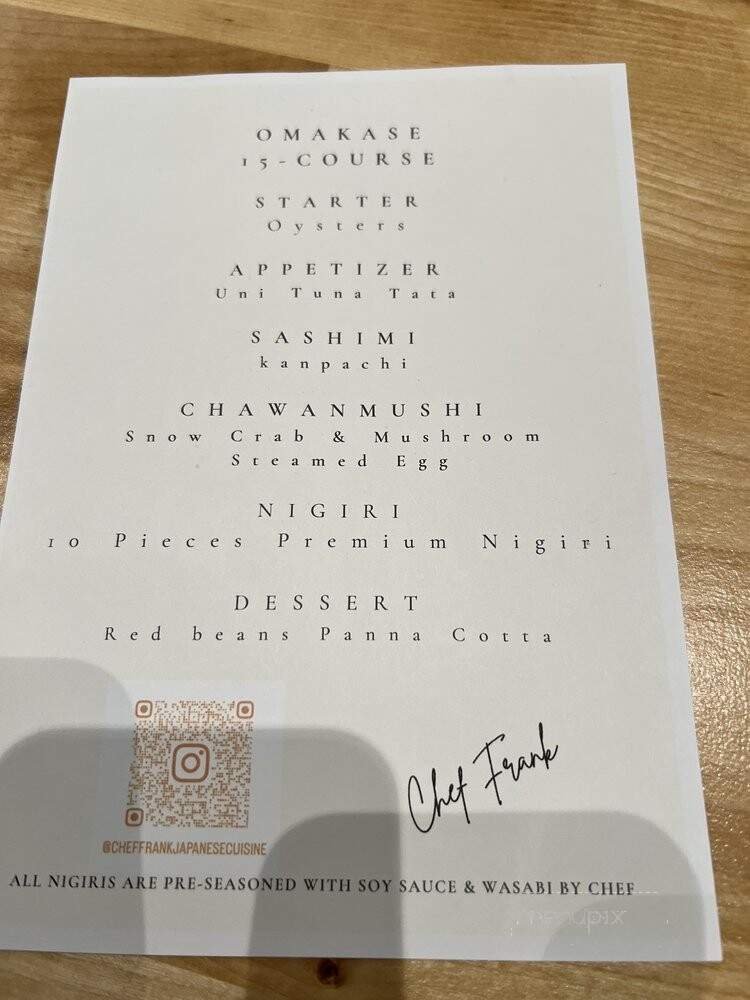 OMAKASE
15-COURSE
STARTER
Oysters
APPETIZER
Uni Tuna Tata
SASHIMI
kanpachi
CHAWANMUSHI
Snow Crab & Mushroom
Steamed Egg
NIGIRI
10 Pieces Premium Nigiri
DESSERT
Red beans Panna Cotta
Chef Frank
@CHEFFRANKJAPANESECUISINE
ALL NIGIRIS ARE PRE-SEASONED WITH SOY SAUCE & WASABI BY CHEF
menupix